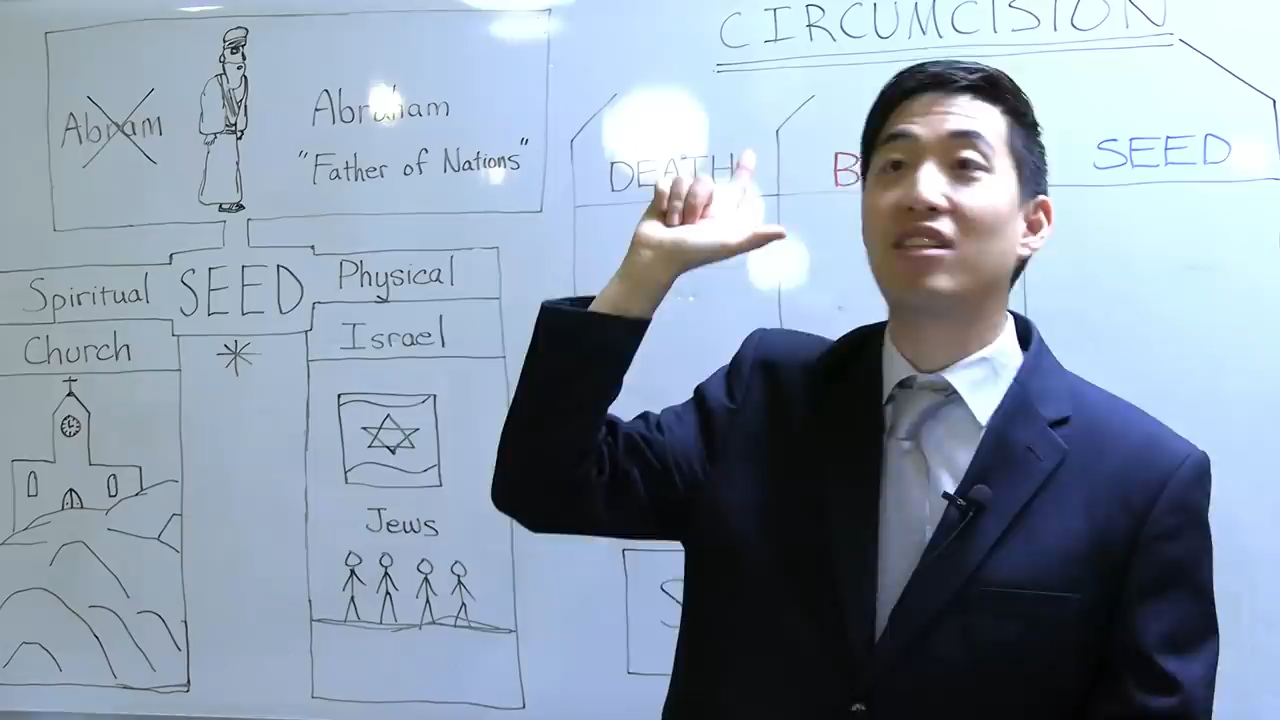 CIRCUMCISION
Abram
Abraham
"Father of Nations"
DEATH
SEED
Spiritual
SEED
Physical
Church
Israel
Jews